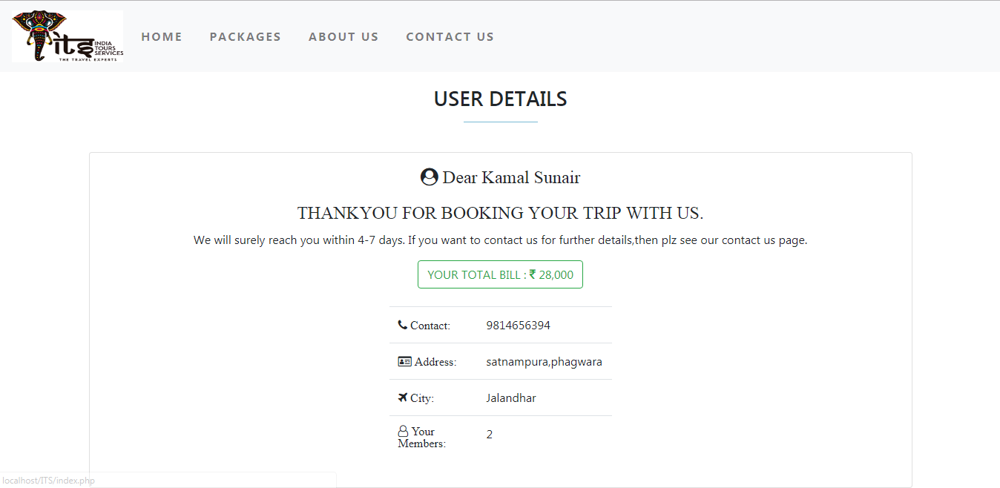 its INDIA TOURS SERVICES
THE TRAVEL EXPERTS
HOME PACKAGES ABOUT US CONTACT US
USER DETAILS
Dear Kamal Sunair
THANKYOU FOR BOOKING YOUR TRIP WITH US.
We will surely reach you within 4-7 days. If you want to contact us for further details,then plz see our contact us page.
YOUR TOTAL BILL : ₹ 28,000
Contact: 9814656394
Address: satnampura,phagwara
City: Jalandhar
Your Members: 2
localhost/ITS/index.php